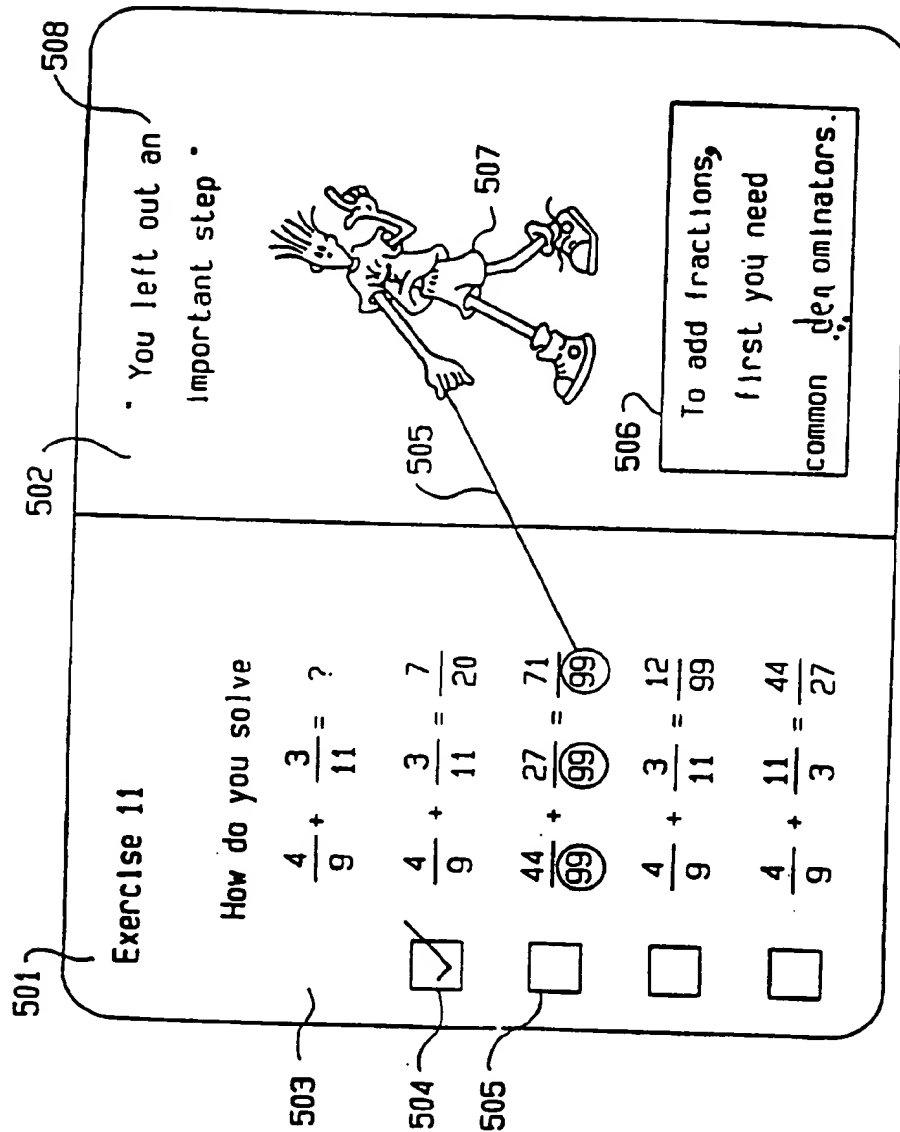 501
502
508
Exercise 11
" You left out an
important step "
503
How do you solve
4/9 + 3/11 = ?
504
4/9 + 3/11 = 7/20
505
44/99 + 27/99 = 71/99
4/9 + 3/11 = 12/99
4/9 + 11/3 = 44/27
505
507
506
To add fractions,
first you need
common den ominators.